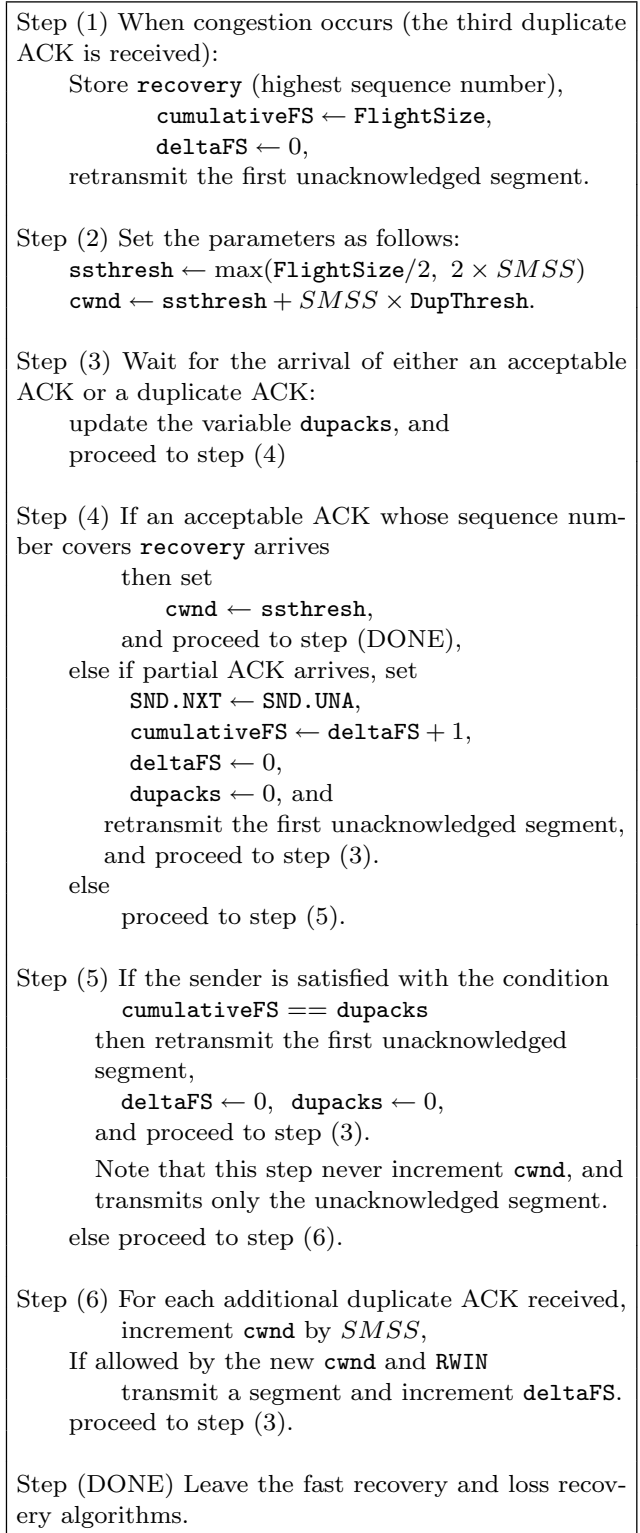 Step (1) When congestion occurs (the third duplicate
ACK is received):
Store recovery (highest sequence number),
cumulativeFS ← FlightSize,
deltaFS ← 0,
retransmit the first unacknowledged segment.
Step (2) Set the parameters as follows:
ssthresh ← max(FlightSize/2, 2 × SMSS)
cwnd ← ssthresh + SMSS × DupThresh.
Step (3) Wait for the arrival of either an acceptable
ACK or a duplicate ACK:
update the variable dupacks, and
proceed to step (4)
Step (4) If an acceptable ACK whose sequence num-
ber covers recovery arrives
then set
cwnd ← ssthresh,
and proceed to step (DONE),
else if partial ACK arrives, set
SND.NXT ← SND.UNA,
cumulativeFS ← deltaFS + 1,
deltaFS ← 0,
dupacks ← 0, and
retransmit the first unacknowledged segment,
and proceed to step (3).
else
proceed to step (5).
Step (5) If the sender is satisfied with the condition
cumulativeFS == dupacks
then retransmit the first unacknowledged
segment,
deltaFS ← 0, dupacks ← 0,
and proceed to step (3).
Note that this step never increment cwnd, and
transmits only the unacknowledged segment.
else proceed to step (6).
Step (6) For each additional duplicate ACK received,
increment cwnd by SMSS,
If allowed by the new cwnd and RWIN
transmit a segment and increment deltaFS.
proceed to step (3).
Step (DONE) Leave the fast recovery and loss recov-
ery algorithms.